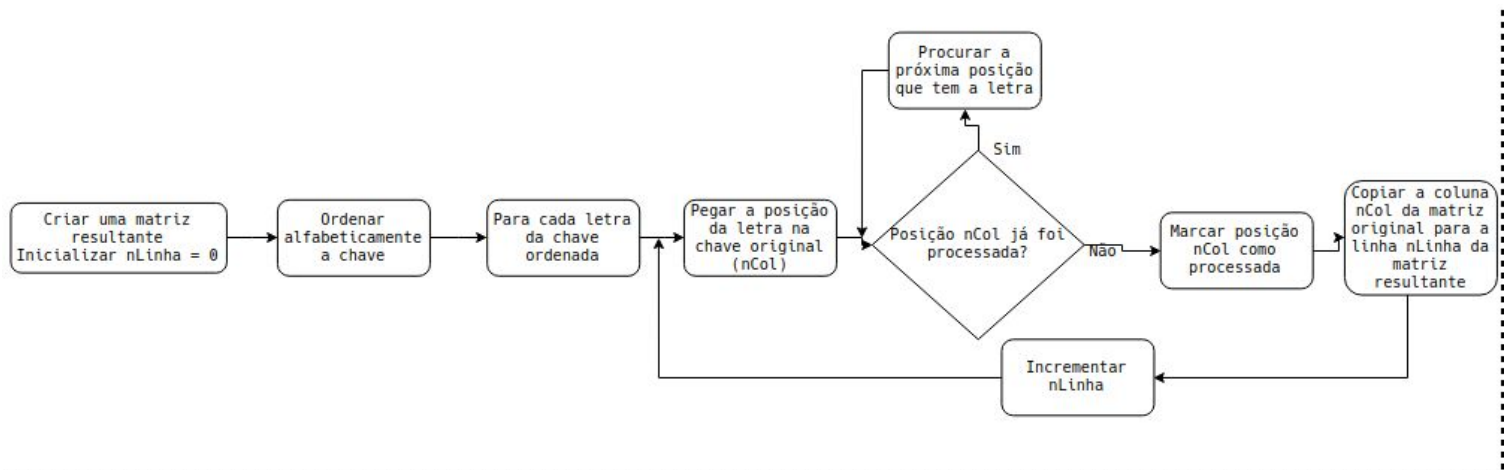 Criar uma matriz
resultante
Inicializar nLinha = 0
Ordenar
alfabeticamente
a chave
Para cada letra
da chave
ordenada
Pegar a posição
da letra na
chave original
(nCol)
Posição nCol já foi
processada?
Sim
Procurar a
próxima posição
que tem a letra
Não
Marcar posição
nCol como
processada
Copiar a coluna
nCol da matriz
original para a
linha nLinha da
matriz
resultante
Incrementar
nLinha